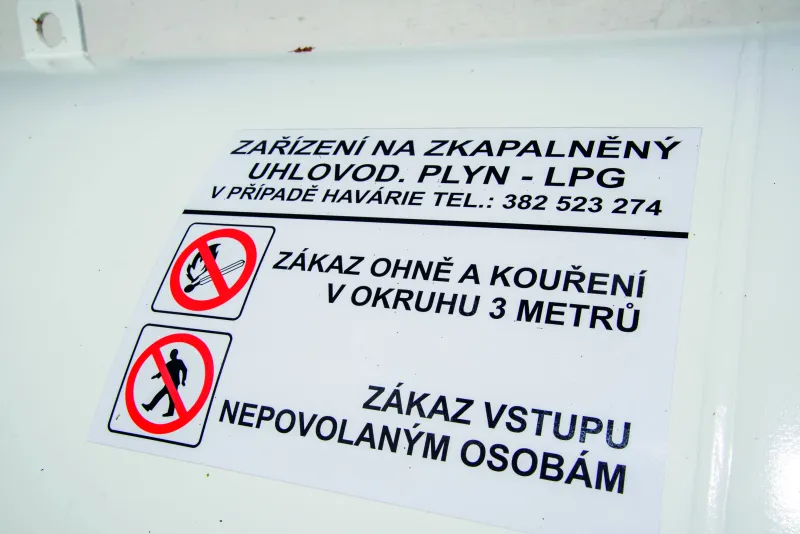 ZAŘÍZENÍ NA ZKAPALNĚNÝ
UHLOVOD. PLYN - LPG
V PŘÍPADĚ HAVÁRIE TEL.: 382 523 274
ZÁKAZ OHNĚ A KOUŘENÍ
V OKRUHU 3 METRŮ
ZÁKAZ VSTUPU
NEPOVOLANÝM OSOBÁM